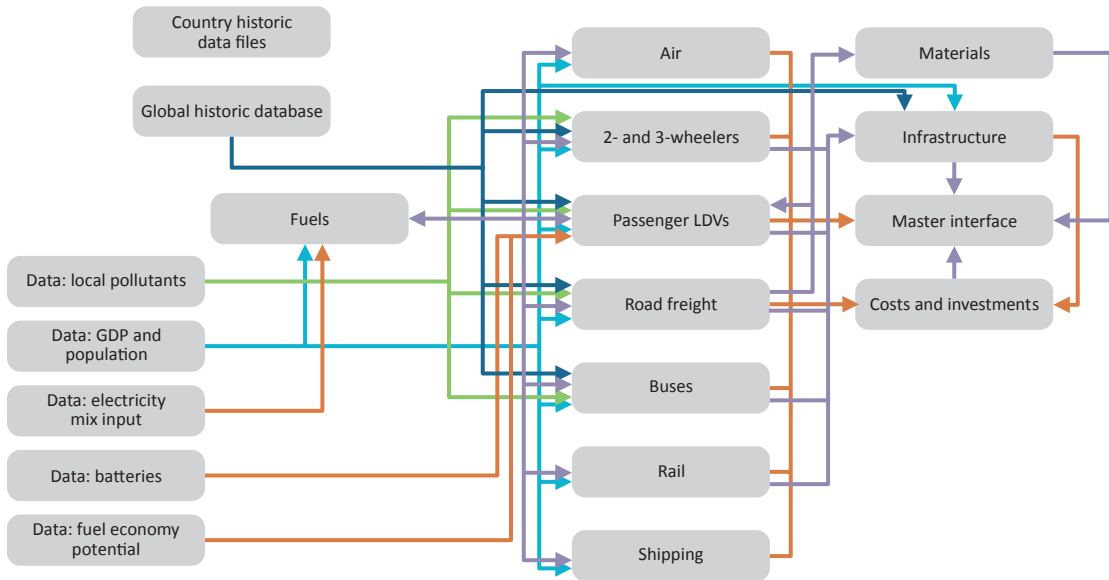 Country historic
data files
Global historic database
Fuels
Data: local pollutants
Data: GDP and
population
Data: electricity
mix input
Data: batteries
Data: fuel economy
potential
Air
2- and 3-wheelers
Passenger LDVs
Road freight
Buses
Rail
Shipping
Materials
Infrastructure
Master interface
Costs and investments